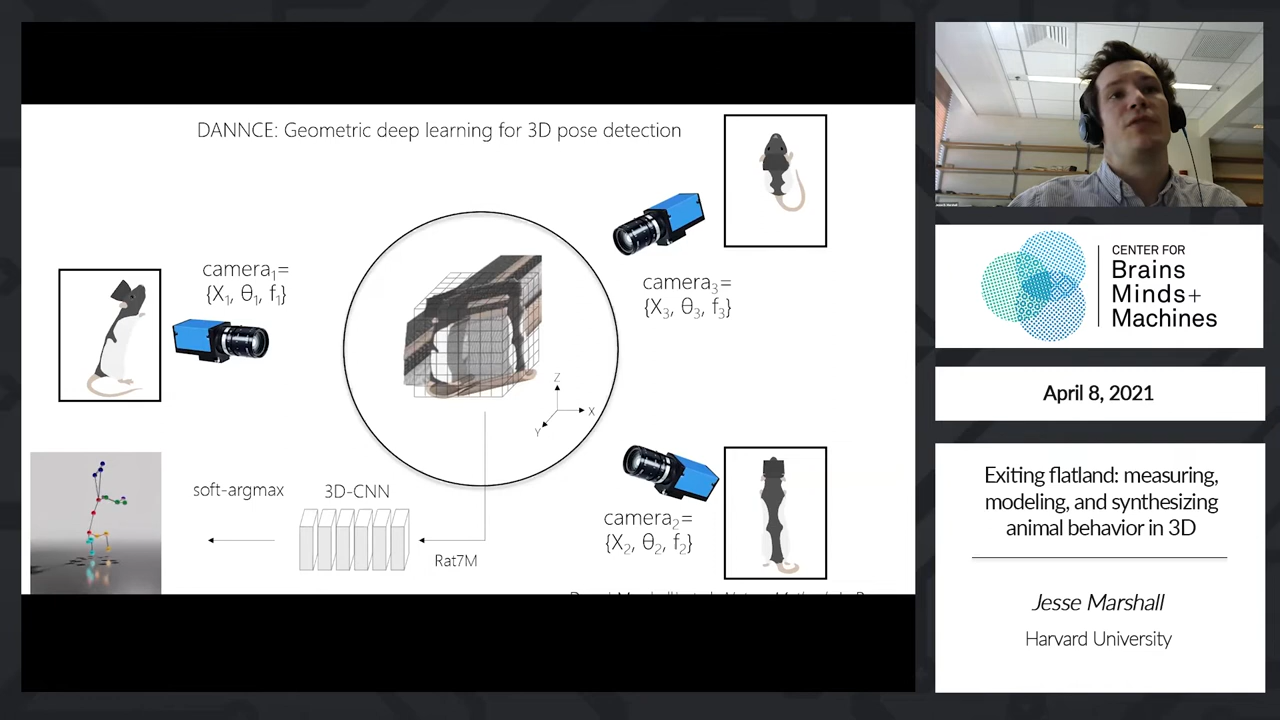 DANNCE: Geometric deep learning for 3D pose detection
camera₁=
{X₁, θ₁, f₁}
camera₃=
{X₃, θ₃, f₃}
Z
X
Y
soft-argmax
3D-CNN
Rat7M
camera₂=
{X₂, θ₂, f₂}
CENTER FOR
Brains
Minds+
Machines
April 8, 2021
Exiting flatland: measuring,
modeling, and synthesizing
animal behavior in 3D
Jesse Marshall
Harvard University